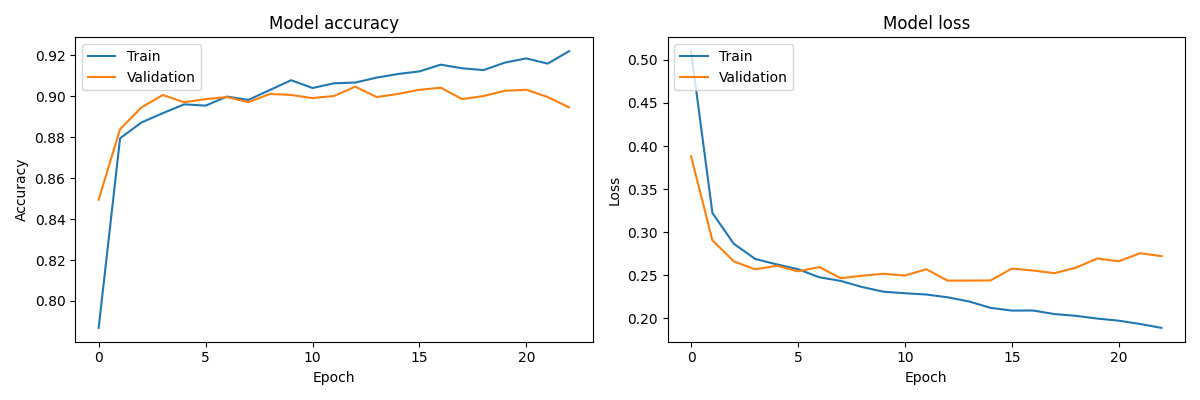 Model accuracy
Train
Validation
0.92
0.90
0.88
0.86
0.84
0.82
0.80
Accuracy
0 5 10 15 20
Epoch
Model loss
Train
Validation
0.50
0.45
0.40
0.35
0.30
0.25
0.20
Loss
0 5 10 15 20
Epoch